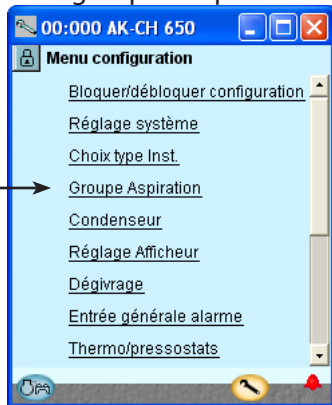 00:000 AK-CH 650
Menu configuration
Bloquer/débloquer configuration
Réglage système
Choix type Inst.
Groupe Aspiration
Condenseur
Réglage Afficheur
Dégivrage
Entrée générale alarme
Thermo/pressostats